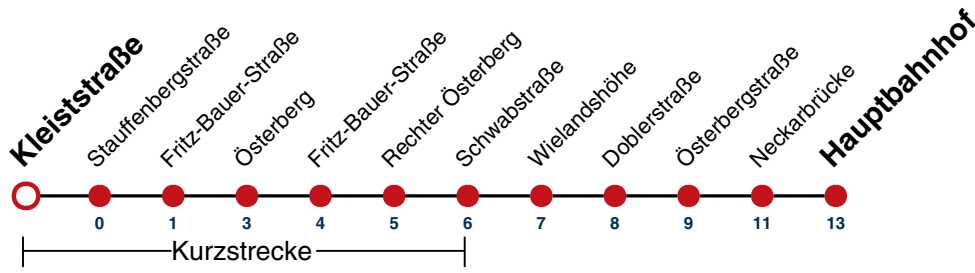 Kleiststraße
Stauffenbergstraße
Fritz-Bauer-Straße
Österberg
Fritz-Bauer-Straße
Rechter Österberg
Schwabstraße
Wielandshöhe
Doblerstraße
Österbergstraße
Neckarbrücke
Hauptbahnhof
0 1 3 4 5 6 7 8 9 11 13
Kurzstrecke